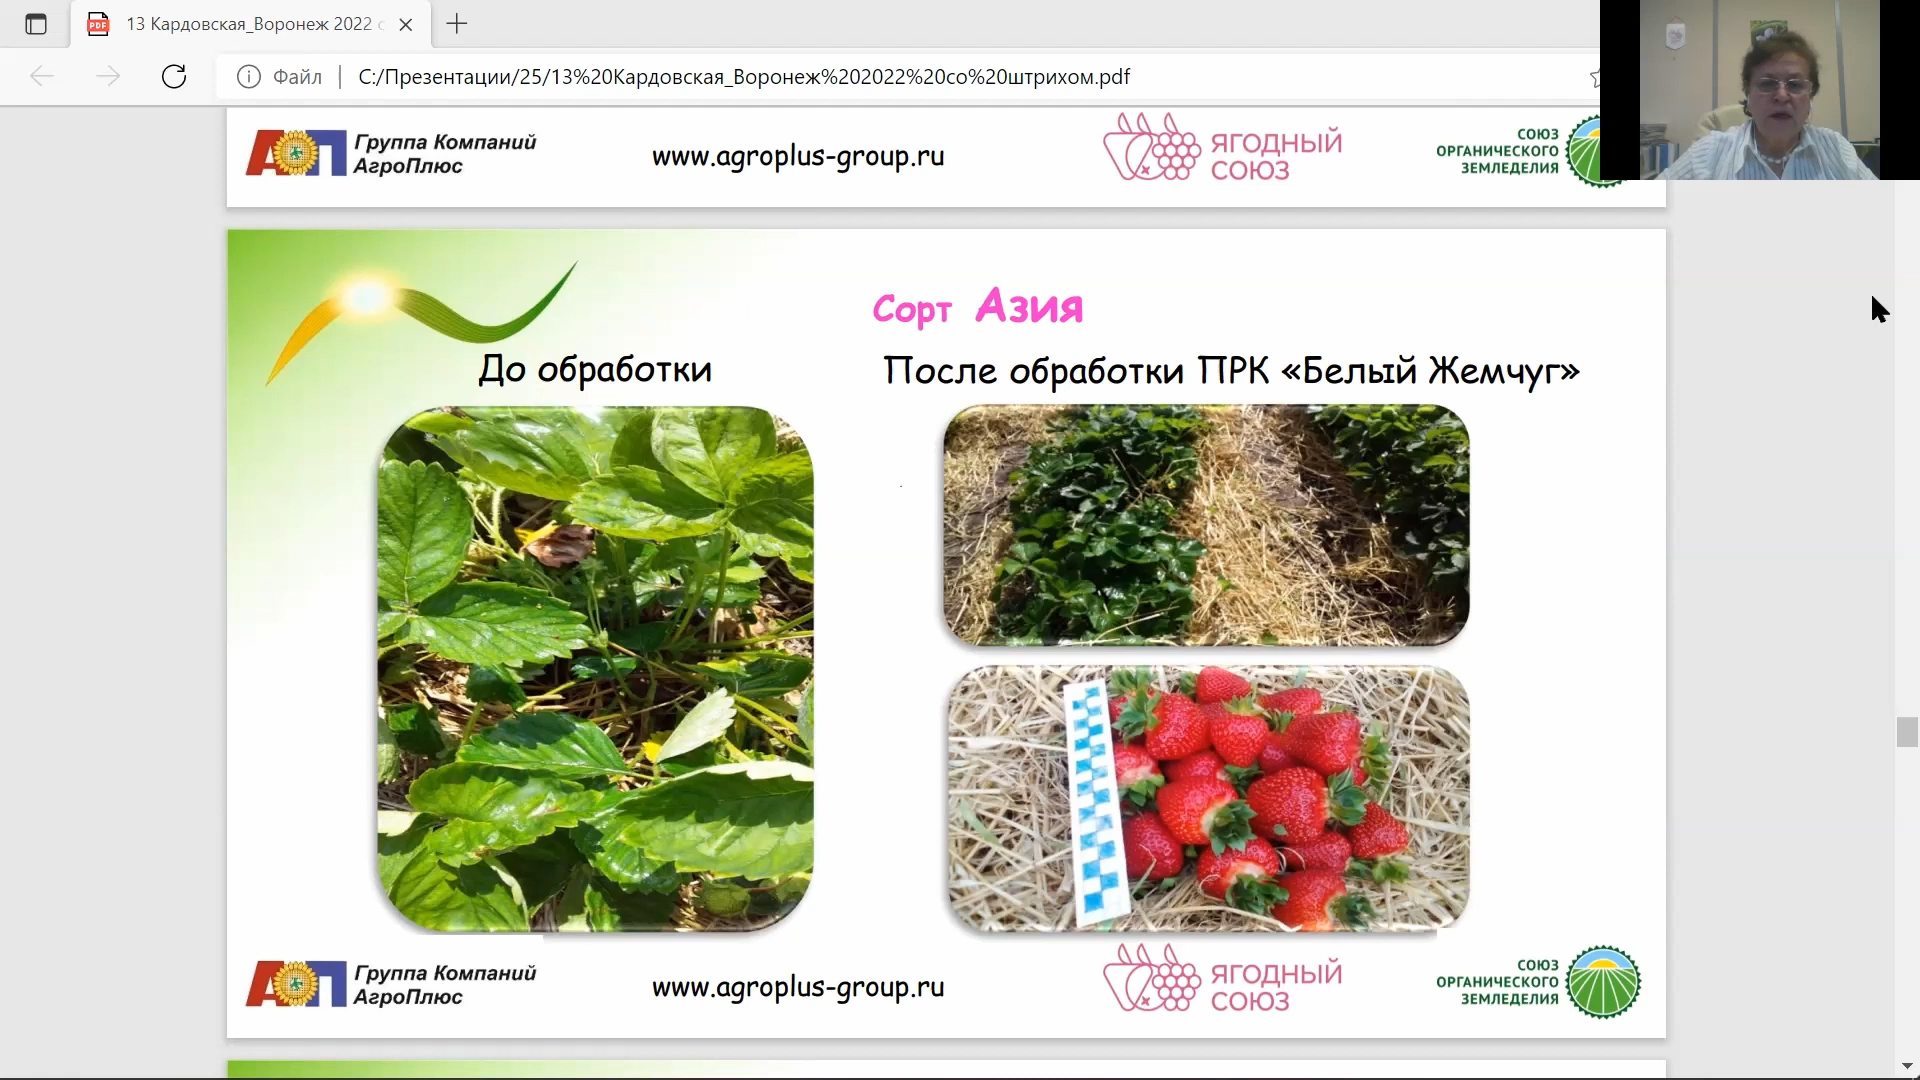 13 Кардовская_Воронеж 2022 с
Файл
C:/Презентации/25/13%20Кардовская_Воронеж%202022%20со%20штрихом.pdf
Группа Компаний
АгроПлюс
www.agroplus-group.ru
ЯГОДНЫЙ
СОЮЗ
СОЮЗ
ОРГАНИЧЕСКОГО
ЗЕМЛЕДЕЛИЯ
Сорт Азия
До обработки
После обработки ПРК «Белый Жемчуг»
АП
Группа Компаний
АгроПлюс
www.agroplus-group.ru
ЯГОДНЫЙ
СОЮЗ
СОЮЗ
ОРГАНИЧЕСКОГО
ЗЕМЛЕДЕЛИЯ